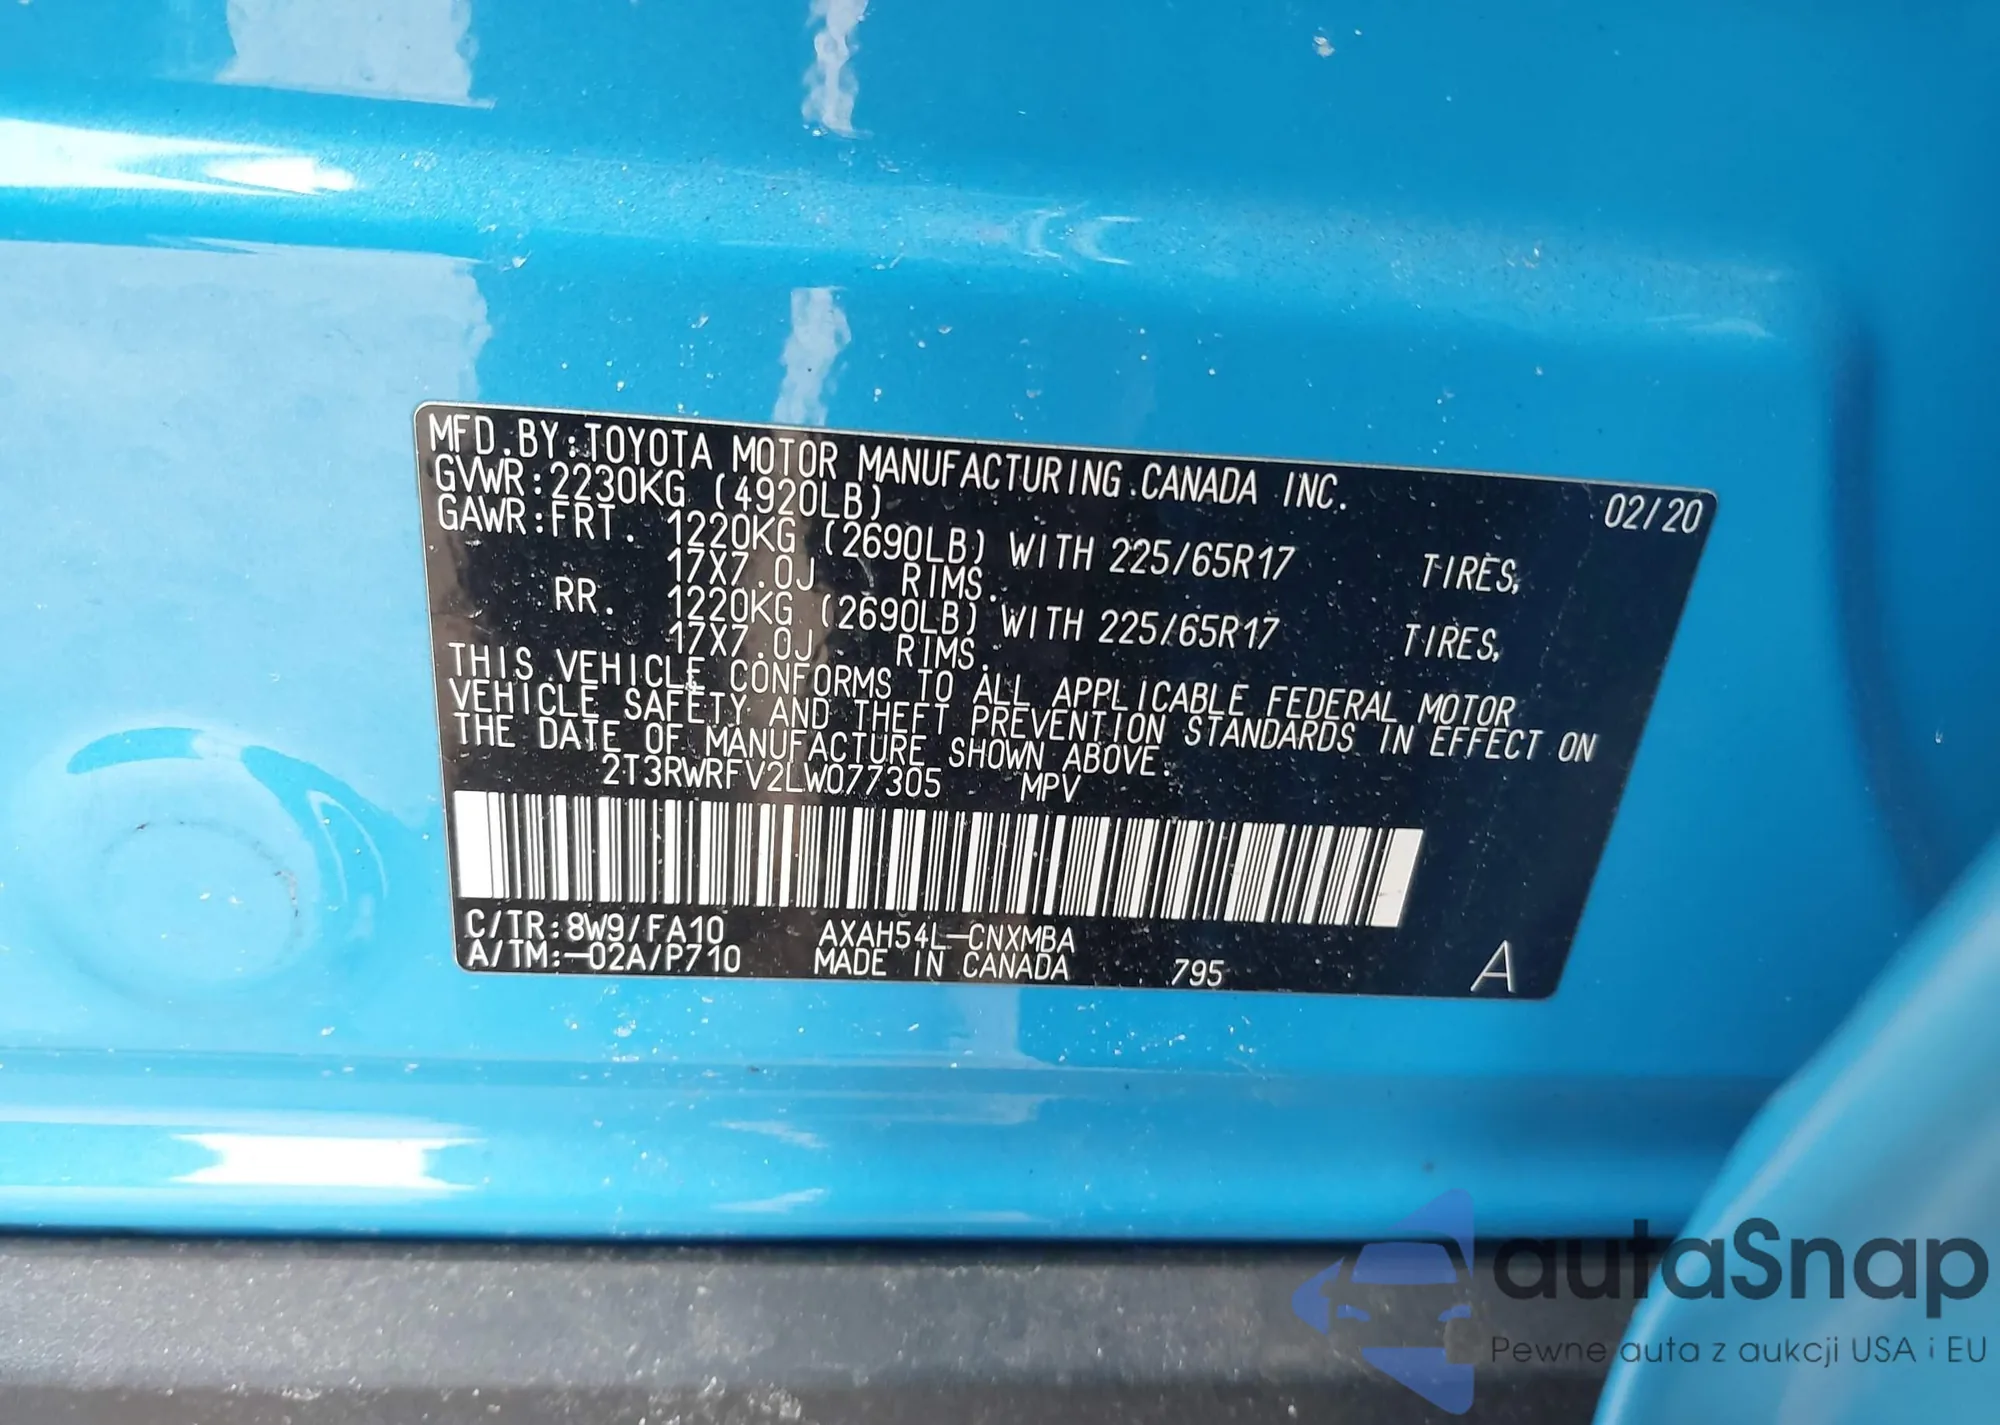 MFD.BY:TOYOTA MOTOR MANUFACTURING CANADA INC. 02/20
GVWR:2230KG (4920LB)
GAWR:FRT. 1220KG (2690LB) WITH 225/65R17 TIRES,
17X7.0J RIMS.
RR. 1220KG (2690LB) WITH 225/65R17 TIRES,
17X7.0J RIMS.
THIS VEHICLE CONFORMS TO ALL APPLICABLE FEDERAL MOTOR
VEHICLE SAFETY AND THEFT PREVENTION STANDARDS IN EFFECT ON
THE DATE OF MANUFACTURE SHOWN ABOVE.
2T3RWRFV2LW077305 MPV
C/TR:8W9/FA10 AXAH54L-CNXMBA
A/TM:-02A/P710 MADE IN CANADA 795 A
autaSnap
Pewne auta z aukcji USA i EU